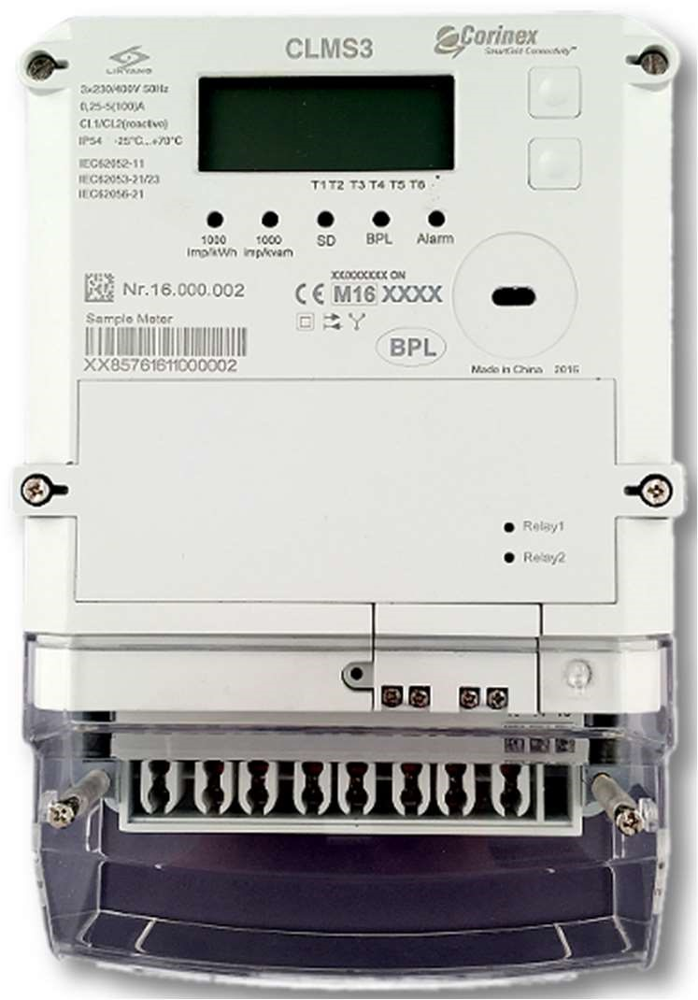 LINYANG
CLMS3
Corinex
SmartGrid Connectivity™
3x230/400V 50Hz
0,25-5(100)A
CL1/CL2(reactive)
IP54 -25°C...+70°C
IEC62052-11
IEC62053-21/23
IEC62056-21
T1 T2 T3 T4 T5 T6
1000 imp/kWh
1000 imp/kvarh
SD
BPL
Alarm
Nr.16.000.002
XXXXXXXX ON
CE M16 XXXX
Sample Meter
XX85761611000002
BPL
Made in China 2016
Relay1
Relay2